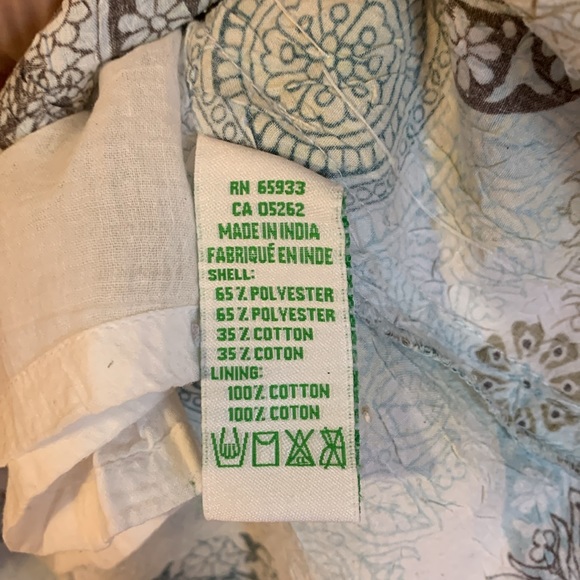 RN 65933
CA 05262
MADE IN INDIA
FABRIQUÉ EN INDE
SHELL:
65% POLYESTER
65% POLYESTER
35% COTTON
35% COTON
LINING:
100% COTTON
100% COTON